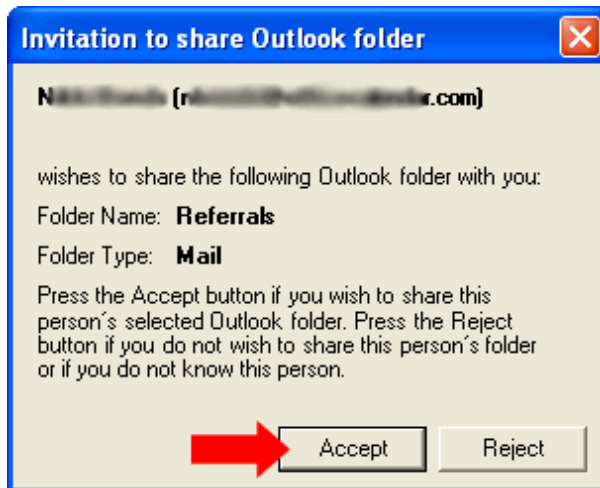 Invitation to share Outlook folder
wishes to share the following Outlook folder with you:
Folder Name: Referrals
Folder Type: Mail
Press the Accept button if you wish to share this
person's selected Outlook folder. Press the Reject
button if you do not wish to share this person's folder
or if you do not know this person.
Accept Reject